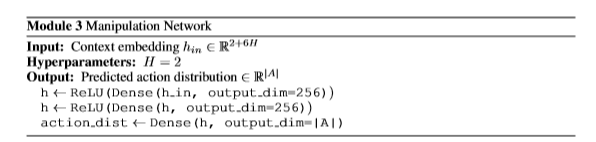 Module 3 Manipulation Network
Input: Context embedding h_in ∈ ℝ^{2+6H}
Hyperparameters: H = 2
Output: Predicted action distribution ∈ ℝ^{|A|}
h ← ReLU(Dense(h_in, output_dim=256))
h ← ReLU(Dense(h, output_dim=256))
action_dist ← Dense(h, output_dim=|A|)